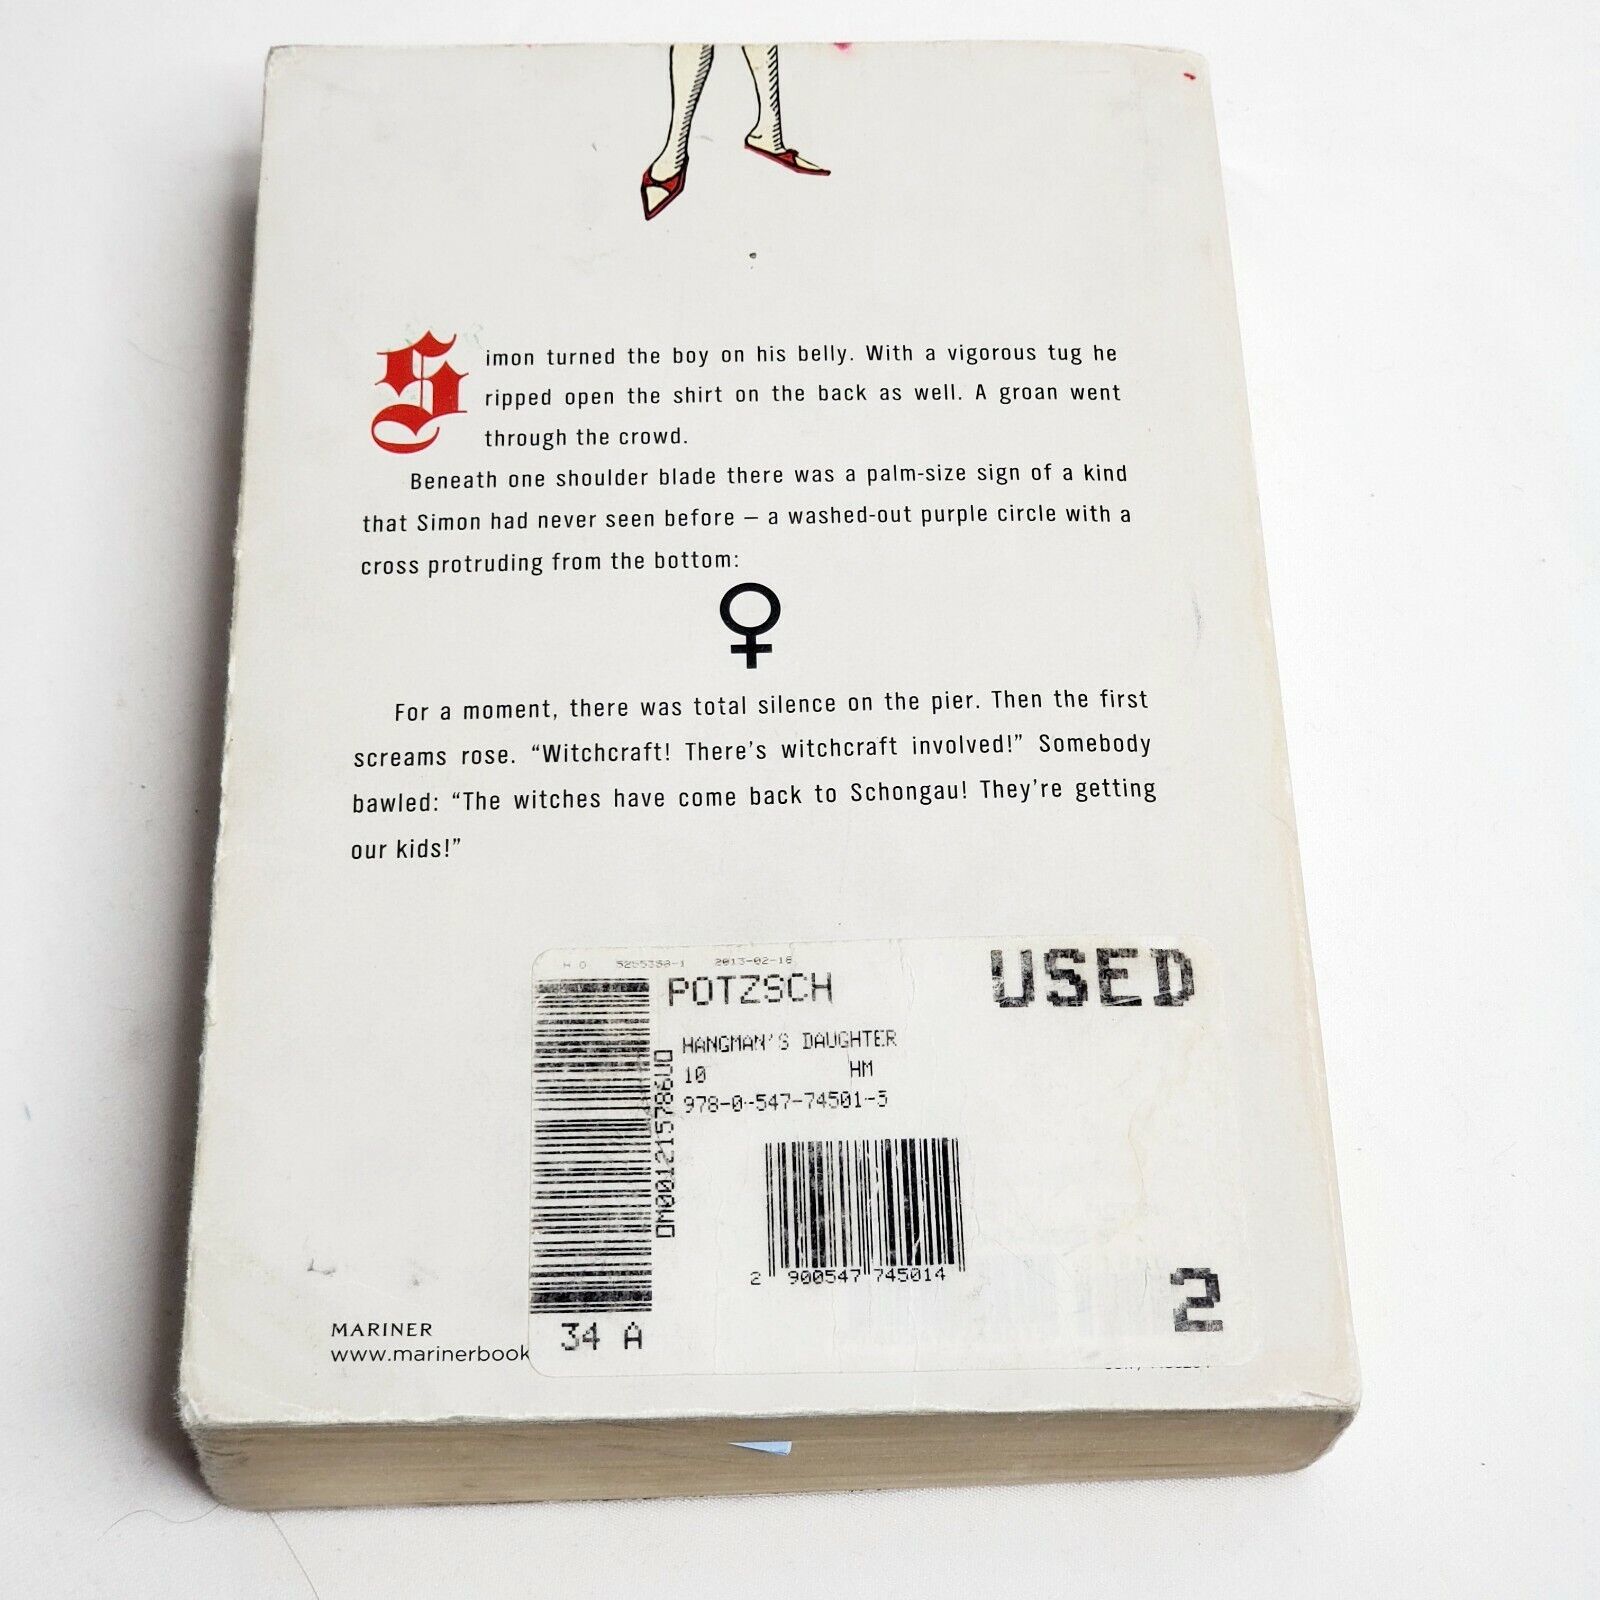 Simon turned the boy on his belly. With a vigorous tug he
ripped open the shirt on the back as well. A groan went
through the crowd.
Beneath one shoulder blade there was a palm-size sign of a kind
that Simon had never seen before – a washed-out purple circle with a
cross protruding from the bottom:
♀
For a moment, there was total silence on the pier. Then the first
screams rose. “Witchcraft! There’s witchcraft involved!” Somebody
bawled: “The witches have come back to Schongau! They’re getting
our kids!”
2013-02-18
POTZSCH
USED
HANGMAN'S DAUGHTER
10 HM
978-0-547-74501-5
0M001215786U0
2 900547 745014
34 A
2
MARINER
www.marinerbook